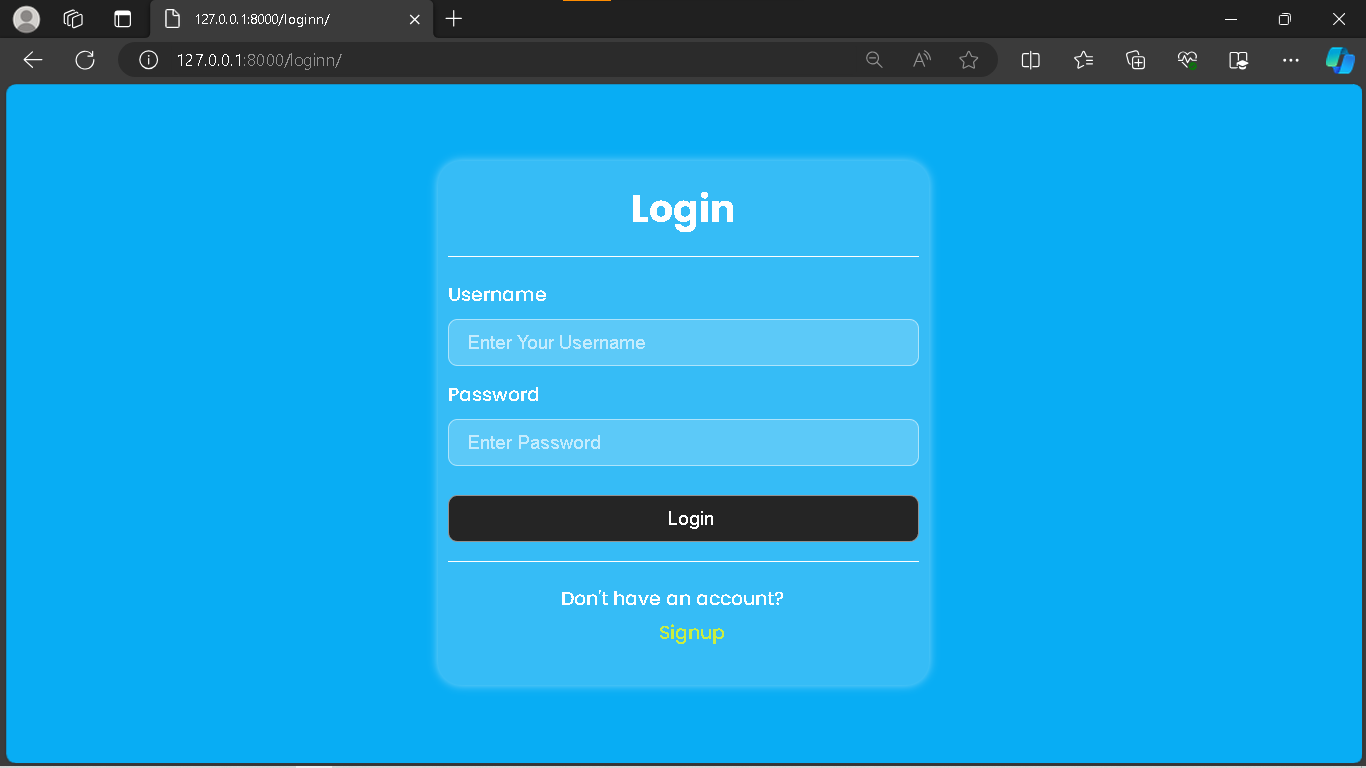 127.0.0.1:8000/loginn/
127.0.0.1:8000/loginn/
Login
Username
Enter Your Username
Password
Enter Password
Login
Don't have an account?
Signup